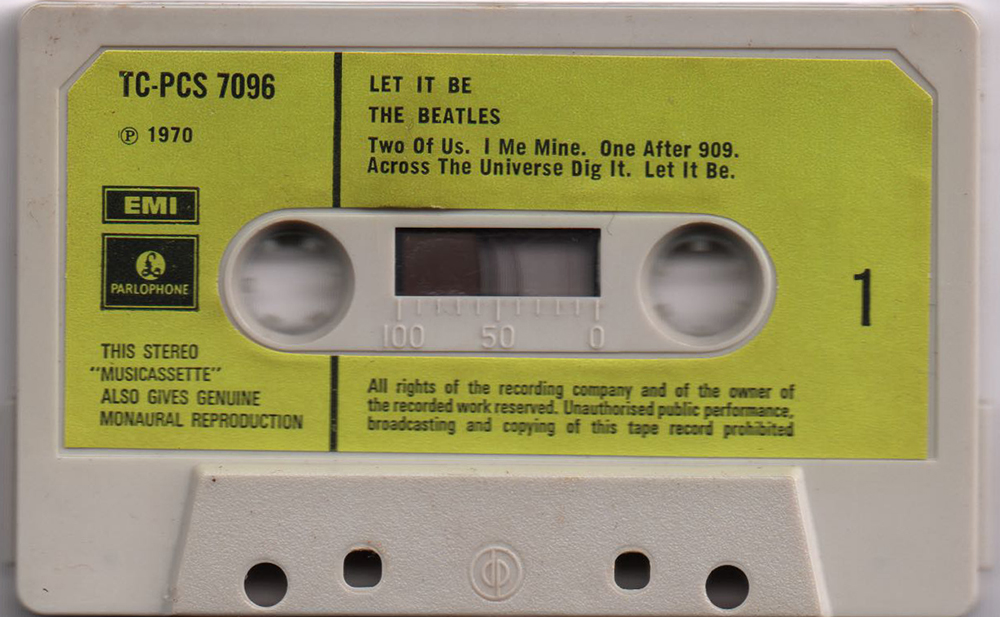 TC-PCS 7096
℗ 1970
EMI
PARLOPHONE
THIS STEREO
"MUSICASSETTE"
ALSO GIVES GENUINE
MONAURAL REPRODUCTION
LET IT BE
THE BEATLES
Two Of Us. I Me Mine. One After 909.
Across The Universe Dig It. Let It Be.
100 50 0
1
All rights of the recording company and of the owner of
the recorded work reserved. Unauthorised public performance,
broadcasting and copying of this tape record prohibited